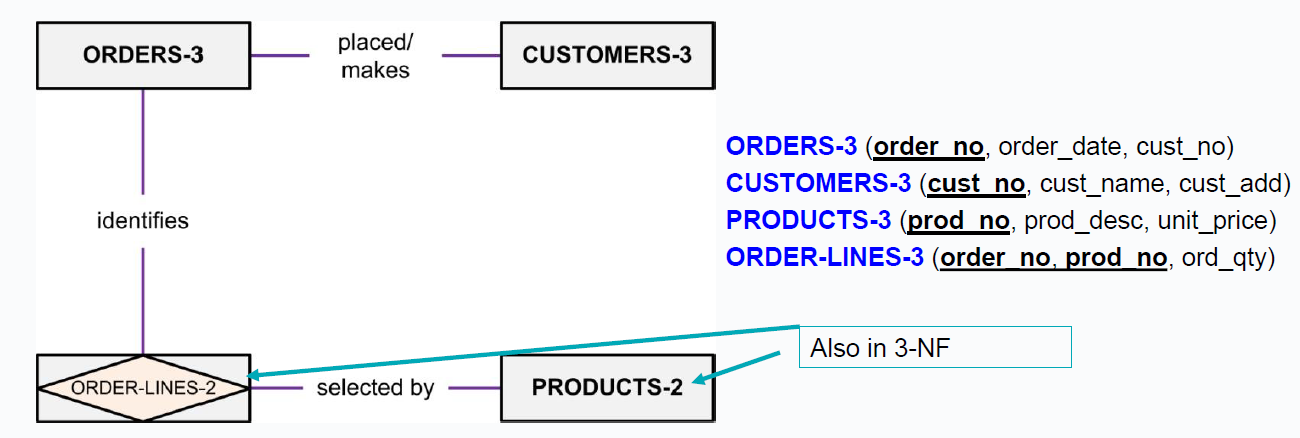 ORDERS-3
placed/
makes
CUSTOMERS-3
ORDERS-3 (order_no, order_date, cust_no)
CUSTOMERS-3 (cust_no, cust_name, cust_add)
PRODUCTS-3 (prod_no, prod_desc, unit_price)
ORDER-LINES-3 (order_no, prod_no, ord_qty)
identifies
Also in 3-NF
ORDER-LINES-2
selected by
PRODUCTS-2